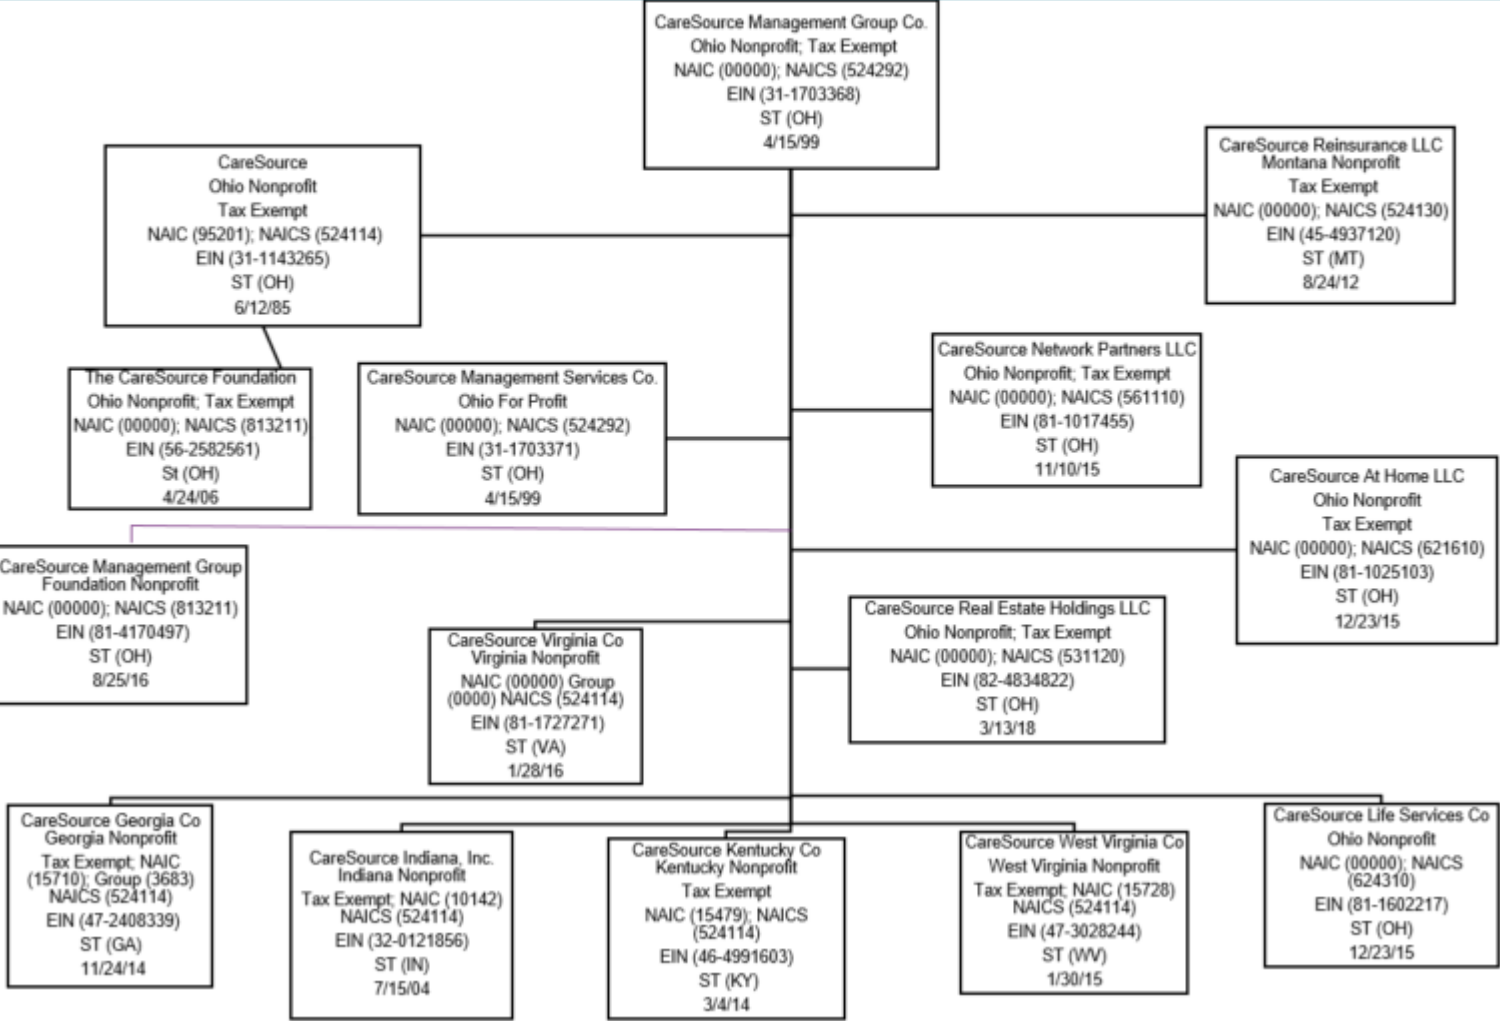 CareSource Management Group Co.
Ohio Nonprofit; Tax Exempt
NAIC (00000); NAICS (524292)
EIN (31-1703368)
ST (OH)
4/15/99
CareSource
Ohio Nonprofit
Tax Exempt
NAIC (95201); NAICS (524114)
EIN (31-1143265)
ST (OH)
6/12/85
CareSource Reinsurance LLC
Montana Nonprofit
Tax Exempt
NAIC (00000); NAICS (524130)
EIN (45-4937120)
ST (MT)
8/24/12
The CareSource Foundation
Ohio Nonprofit; Tax Exempt
NAIC (00000); NAICS (813211)
EIN (56-2582561)
St (OH)
4/24/06
CareSource Management Services Co.
Ohio For Profit
NAIC (00000); NAICS (524292)
EIN (31-1703371)
ST (OH)
4/15/99
CareSource Network Partners LLC
Ohio Nonprofit; Tax Exempt
NAIC (00000); NAICS (561110)
EIN (81-1017455)
ST (OH)
11/10/15
CareSource At Home LLC
Ohio Nonprofit
Tax Exempt
NAIC (00000); NAICS (621610)
EIN (81-1025103)
ST (OH)
12/23/15
CareSource Management Group
Foundation Nonprofit
NAIC (00000); NAICS (813211)
EIN (81-4170497)
ST (OH)
8/25/16
CareSource Virginia Co
Virginia Nonprofit
NAIC (00000) Group
(0000) NAICS (524114)
EIN (81-1727271)
ST (VA)
1/28/16
CareSource Real Estate Holdings LLC
Ohio Nonprofit; Tax Exempt
NAIC (00000); NAICS (531120)
EIN (82-4834822)
ST (OH)
3/13/18
CareSource Georgia Co
Georgia Nonprofit
Tax Exempt; NAIC
(15710); Group (3683)
NAICS (524114)
EIN (47-2408339)
ST (GA)
11/24/14
CareSource Indiana, Inc.
Indiana Nonprofit
Tax Exempt; NAIC (10142)
NAICS (524114)
EIN (32-0121856)
ST (IN)
7/15/04
CareSource Kentucky Co
Kentucky Nonprofit
Tax Exempt
NAIC (15479); NAICS
(524114)
EIN (46-4991603)
ST (KY)
3/4/14
CareSource West Virginia Co
West Virginia Nonprofit
Tax Exempt; NAIC (15728)
NAICS (524114)
EIN (47-3028244)
ST (WV)
1/30/15
CareSource Life Services Co
Ohio Nonprofit
NAIC (00000); NAICS
(624310)
EIN (81-1602217)
ST (OH)
12/23/15